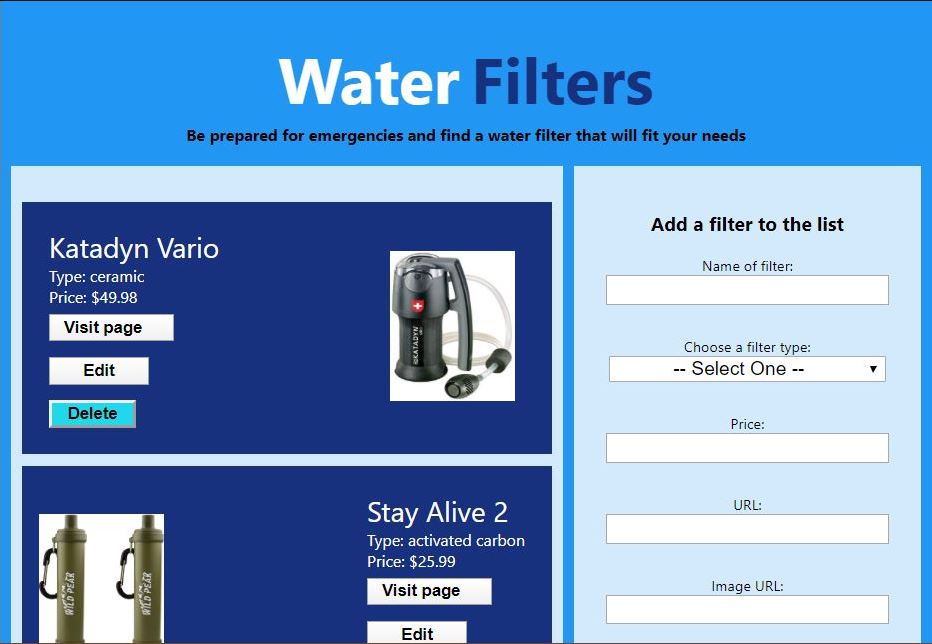 Water Filters
Be prepared for emergencies and find a water filter that will fit your needs
Katadyn Vario
Type: ceramic
Price: $49.98
Visit page
Edit
Delete
KATADYN
Stay Alive 2
Type: activated carbon
Price: $25.99
Visit page
Edit
WILD PEAK
WILD PEAK
Add a filter to the list
Name of filter:
Choose a filter type:
-- Select One --
Price:
URL:
Image URL: